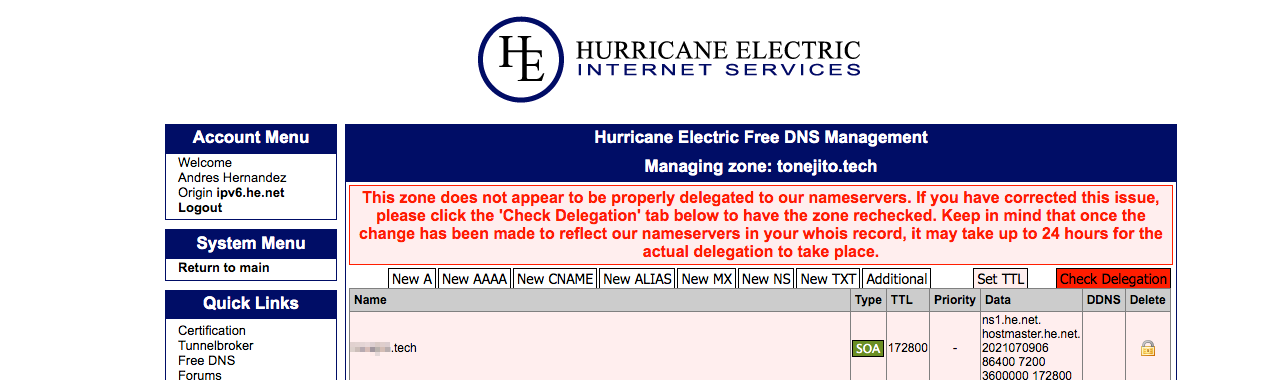 HE
HURRICANE ELECTRIC
INTERNET SERVICES
Account Menu
Welcome
Andres Hernandez
Origin ipv6.he.net
Logout
System Menu
Return to main
Quick Links
Certification
Tunnelbroker
Free DNS
Forums
Hurricane Electric Free DNS Management
Managing zone: tonejito.tech
This zone does not appear to be properly delegated to our nameservers. If you have corrected this issue,
please click the 'Check Delegation' tab below to have the zone rechecked. Keep in mind that once the
change has been made to reflect our nameservers in your whois record, it may take up to 24 hours for the
actual delegation to take place.
New A New AAAA New CNAME New ALIAS New MX New NS New TXT Additional Set TTL Check Delegation
Name Type TTL Priority Data DDNS Delete
.tech SOA 172800 - ns1.he.net.
hostmaster.he.net.
2021070906
86400 7200
3600000 172800